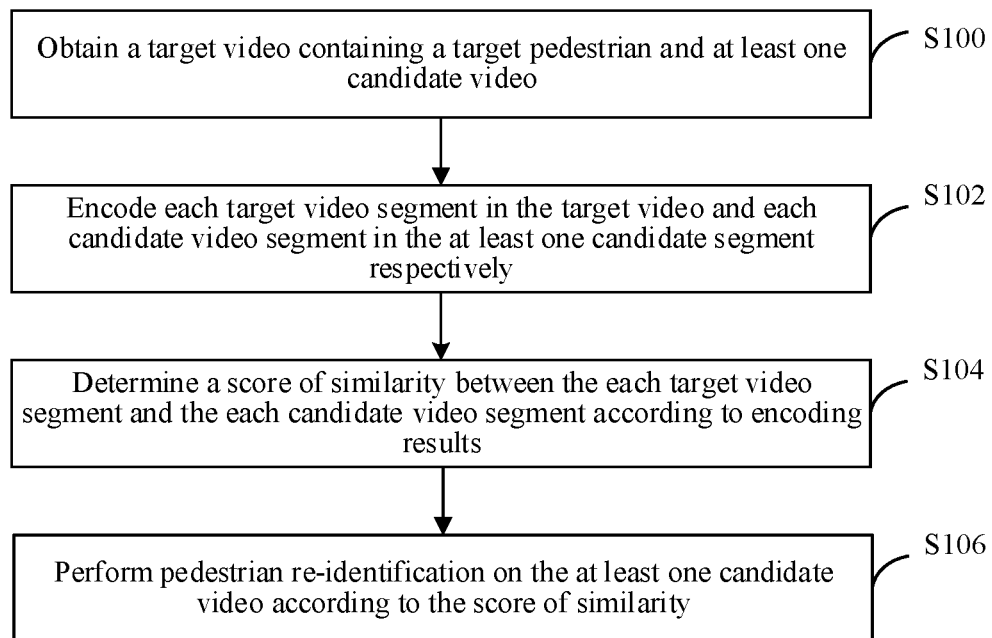 Obtain a target video containing a target pedestrian and at least one
candidate video
S100
Encode each target video segment in the target video and each
candidate video segment in the at least one candidate segment
respectively
S102
Determine a score of similarity between the each target video
segment and the each candidate video segment according to encoding
results
S104
Perform pedestrian re-identification on the at least one candidate
video according to the score of similarity
S106